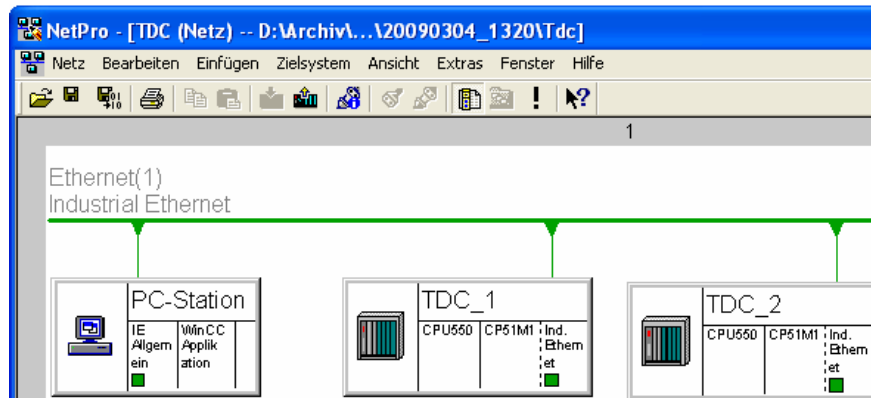 NetPro - [TDC (Netz) -- D:\Archiv\...\20090304_1320\Tdc]
Netz Bearbeiten Einfügen Zielsystem Ansicht Extras Fenster Hilfe
1
Ethernet(1)
Industrial Ethernet
PC-Station
IE Allgem ein
WinCC Applik ation
TDC_1
CPU550 CP51M1 Ind. Ethern et
TDC_2
CPU550 CP51M1 Ind. Ethern et